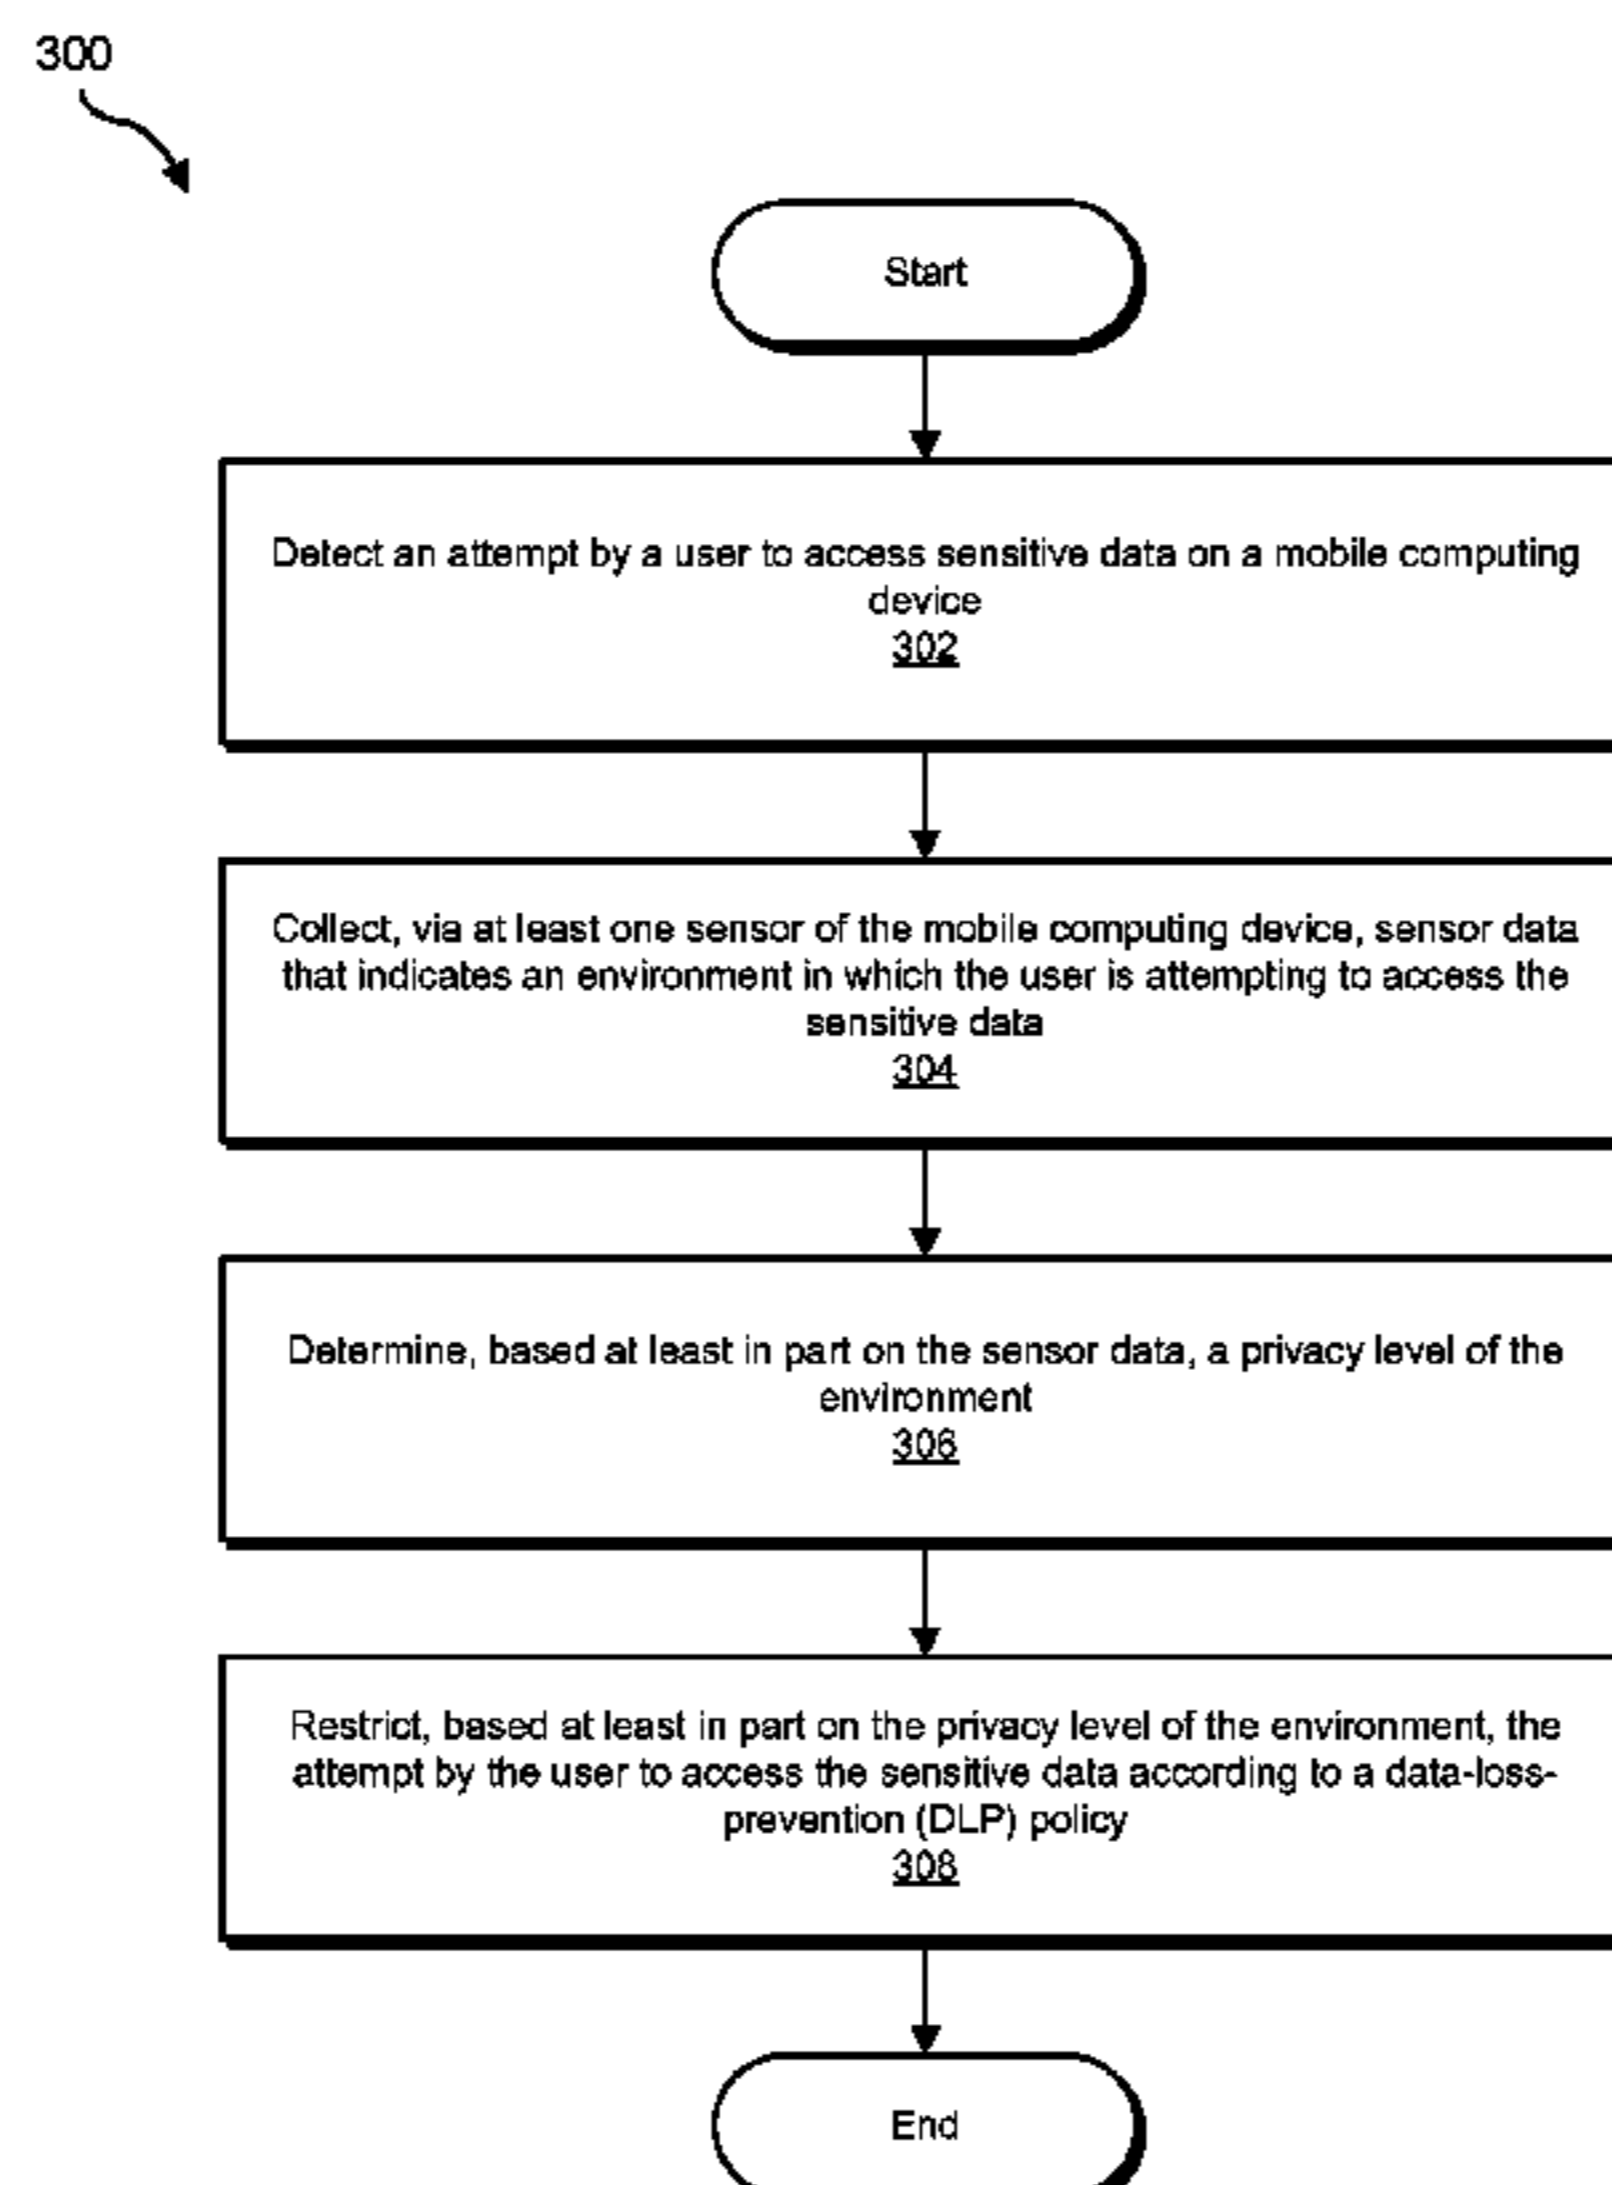 300
Start
Detect an attempt by a user to access sensitive data on a mobile computing
device
302
Collect, via at least one sensor of the mobile computing device, sensor data
that indicates an environment in which the user is attempting to access the
sensitive data
304
Determine, based at least in part on the sensor data, a privacy level of the
environment
306
Restrict, based at least in part on the privacy level of the environment, the
attempt by the user to access the sensitive data according to a data-loss-
prevention (DLP) policy
308
End